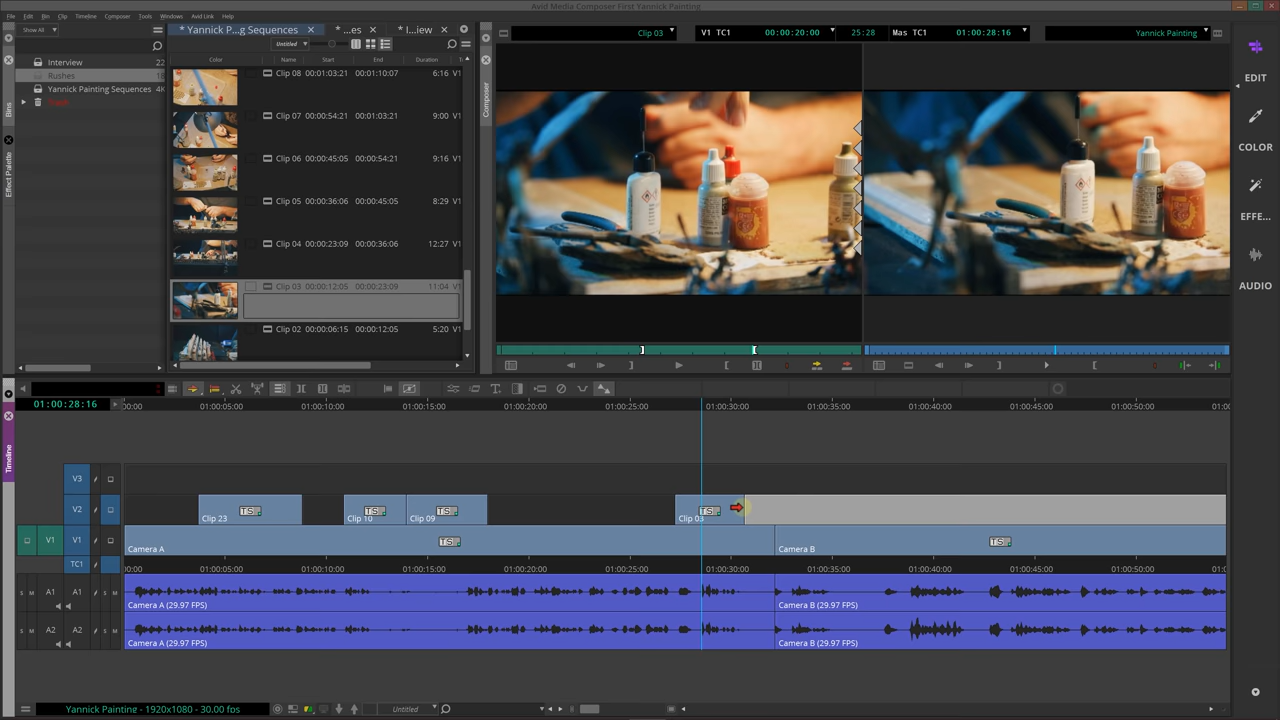 Avid Media Composer First Yannick Painting
File Edit Bin Clip Timeline Composer Tools Windows Avid Link Help
Show All
* Yannick P...g Sequences
* ...es
* I...iew
Clip 03
V1 TC1
00:00:20:00
25:28
Mas TC1
01:00:28:16
Yannick Painting
Untitled
Color Name Start End Duration T
Interview 22
Rushes 18
Yannick Painting Sequences 4K
Bins
Effect Palette
Composer
Clip 08 00:01:03:21 00:01:10:07 6:16 V1
Clip 07 00:00:54:21 00:01:03:21 9:00 V1
Clip 06 00:00:45:05 00:00:54:21 9:16 V1
Clip 05 00:00:36:06 00:00:45:05 8:29 V1
Clip 04 00:00:23:09 00:00:36:06 12:27 V1
Clip 03 00:00:12:05 00:00:23:09 11:04 V1
Clip 02 00:00:06:15 00:00:12:05 5:20 V1
EDIT
COLOR
EFFE...
AUDIO
01:00:28:16
00:00 01:00:05:00 01:00:10:00 01:00:15:00 01:00:20:00 01:00:25:00 01:00:30:00 01:00:35:00 01:00:40:00 01:00:45:00 01:00:50:00 01:00
Timeline
V3
V2
Clip 23 TS Clip 10 TS Clip 09 TS Clip 03 TS
V1 V1
Camera A TS Camera B TS
TC1
00:00 01:00:05:00 01:00:10:00 01:00:15:00 01:00:20:00 01:00:25:00 01:00:30:00 01:00:35:00 01:00:40:00 01:00:45:00 01:00:50:00 01:00
S M A1 A1 S M
Camera A (29.97 FPS) Camera B (29.97 FPS)
S M A2 A2 S M
Camera A (29.97 FPS) Camera B (29.97 FPS)
Yannick Painting - 1920x1080 - 30.00 fps
Untitled